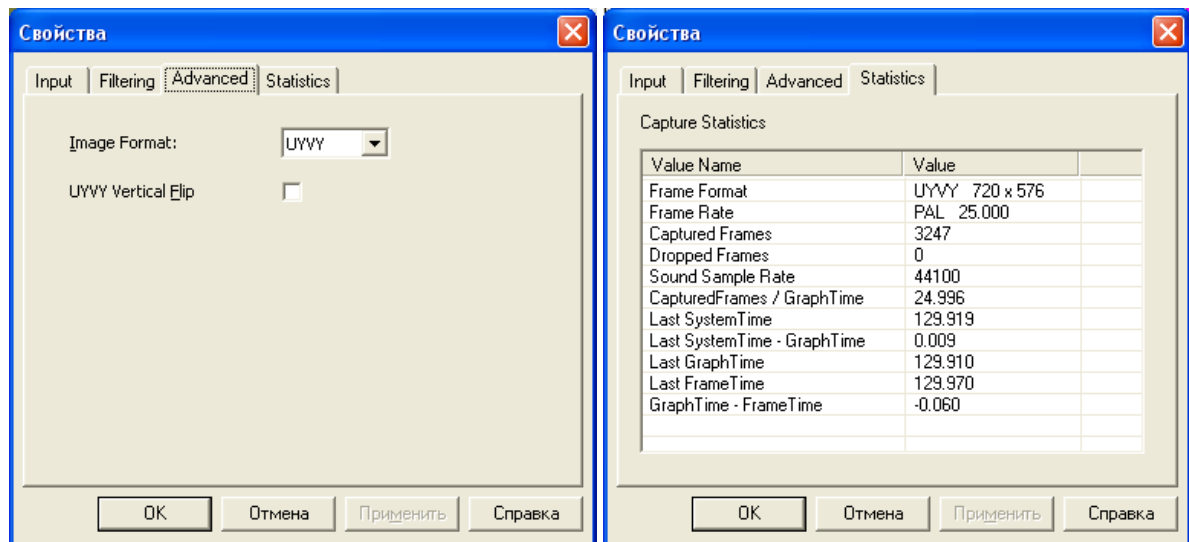 Свойства
Input Filtering Advanced Statistics
Image Format: UYVY
UYVY Vertical Flip
OK Отмена Применить Справка
Свойства
Input Filtering Advanced Statistics
Capture Statistics
Value Name Value
Frame Format UYVY 720 x 576
Frame Rate PAL 25.000
Captured Frames 3247
Dropped Frames 0
Sound Sample Rate 44100
CapturedFrames / GraphTime 24.996
Last SystemTime 129.919
Last SystemTime - GraphTime 0.009
Last GraphTime 129.910
Last FrameTime 129.970
GraphTime - FrameTime -0.060
OK Отмена Применить Справка